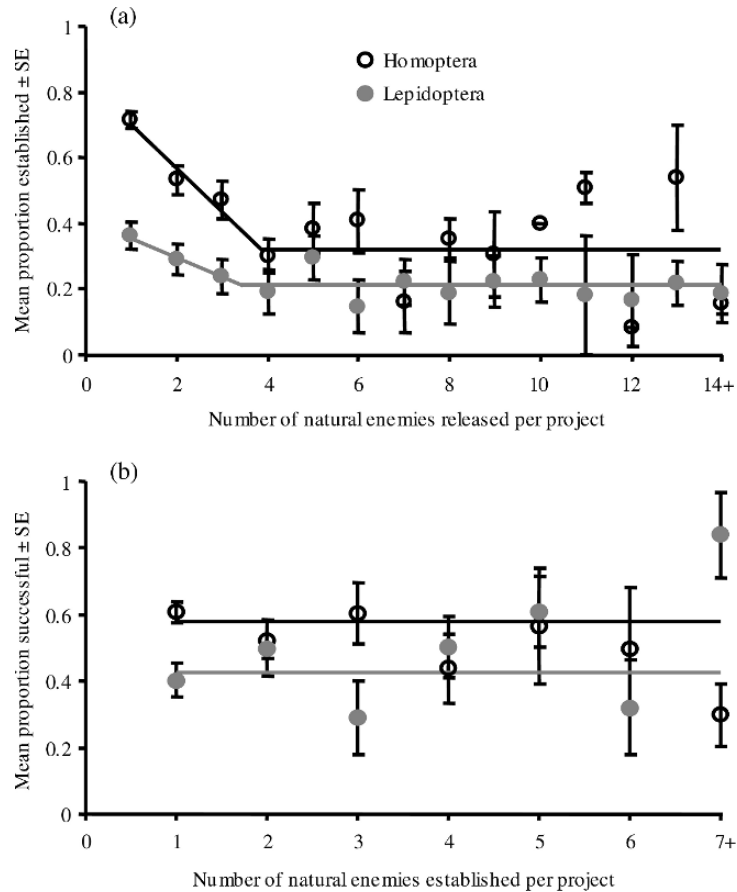 (a)
1
0.8
0.6
0.4
0.2
0
Mean proportion established ± SE
Homoptera
Lepidoptera
0 2 4 6 8 10 12 14+
Number of natural enemies released per project
(b)
1
0.8
0.6
0.4
0.2
0
Mean proportion successful ± SE
0 1 2 3 4 5 6 7+
Number of natural enemies established per project